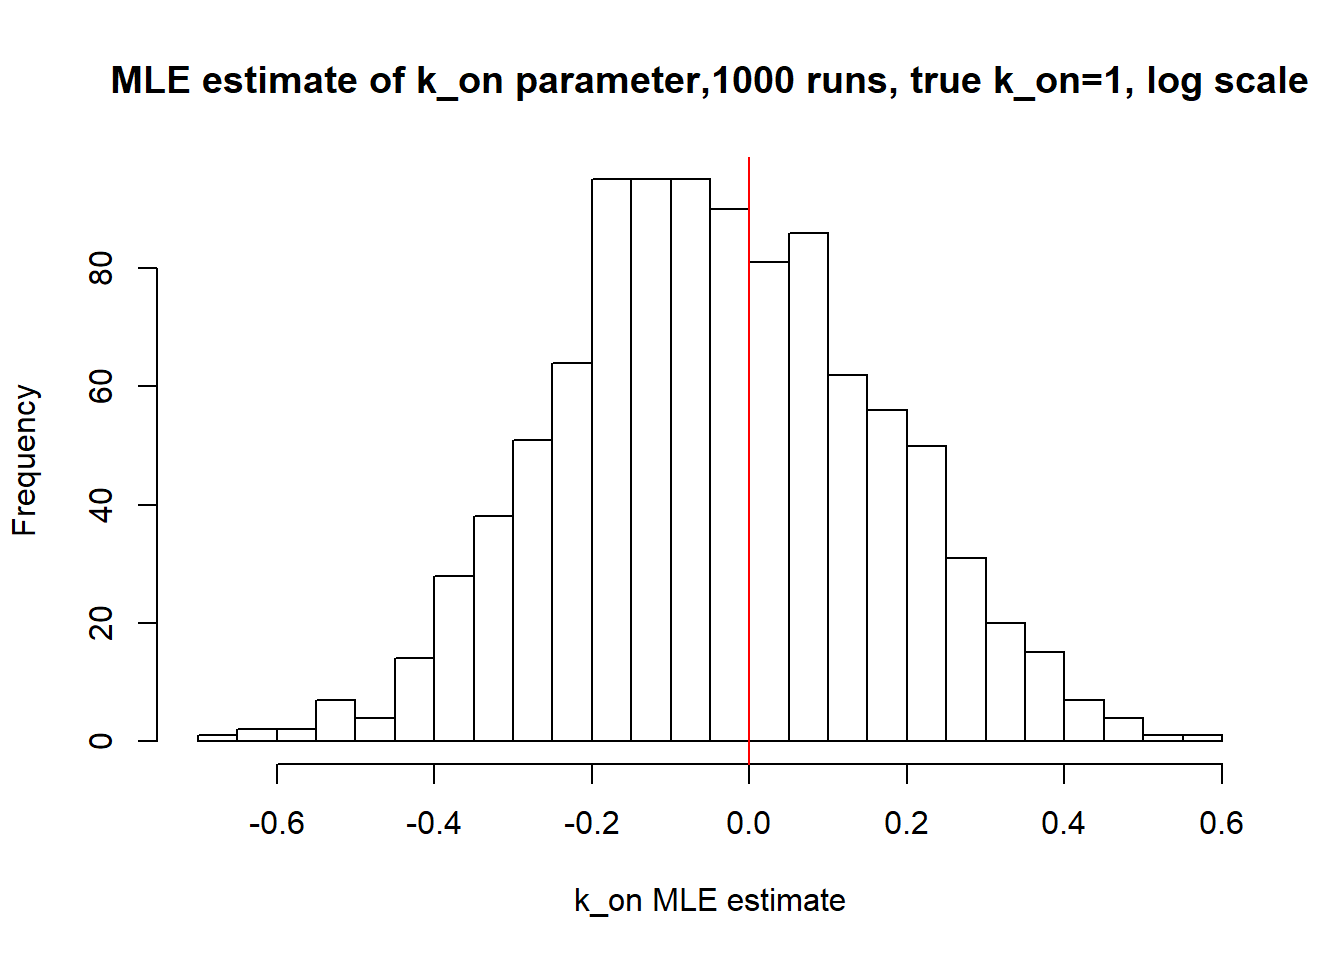 MLE estimate of k_on parameter,1000 runs, true k_on=1, log scale
Frequency
80
60
40
20
0
-0.6 -0.4 -0.2 0.0 0.2 0.4 0.6
k_on MLE estimate